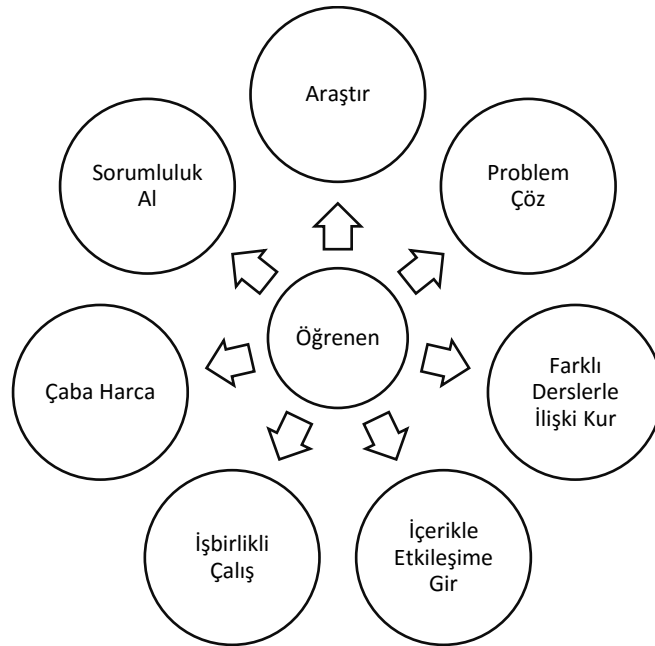 Araştır
Sorumluluk
Al
Problem
Çöz
Öğrenen
Çaba Harca
Farklı
Derslerle
İlişki Kur
İşbirlikli
Çalış
İçerikle
Etkileşime
Gir